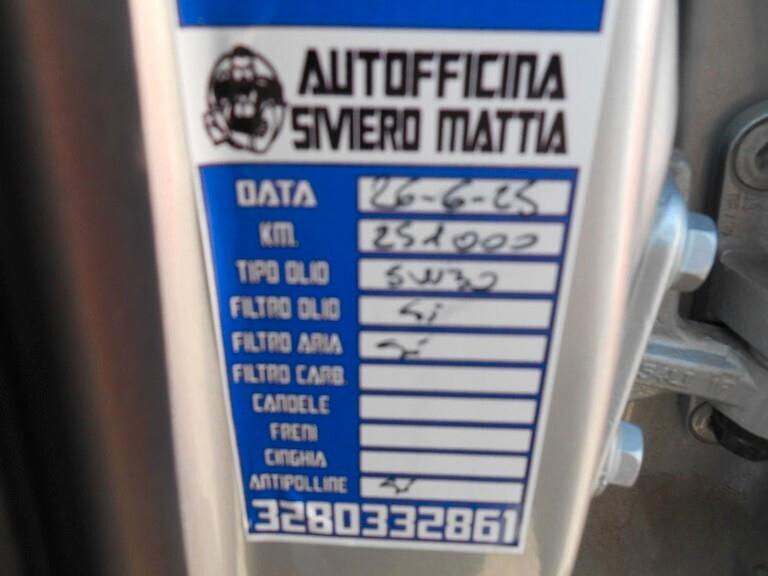 AUTOFFICINA
SIVIERO MATTIA
DATA 26-6-25
KM. 251000
TIPO OLIO 5W30
FILTRO OLIO Si
FILTRO ARIA Si
FILTRO CARB.
CANDELE
FRENI
CINGHIA
ANTIPOLLINE Si
3280332861